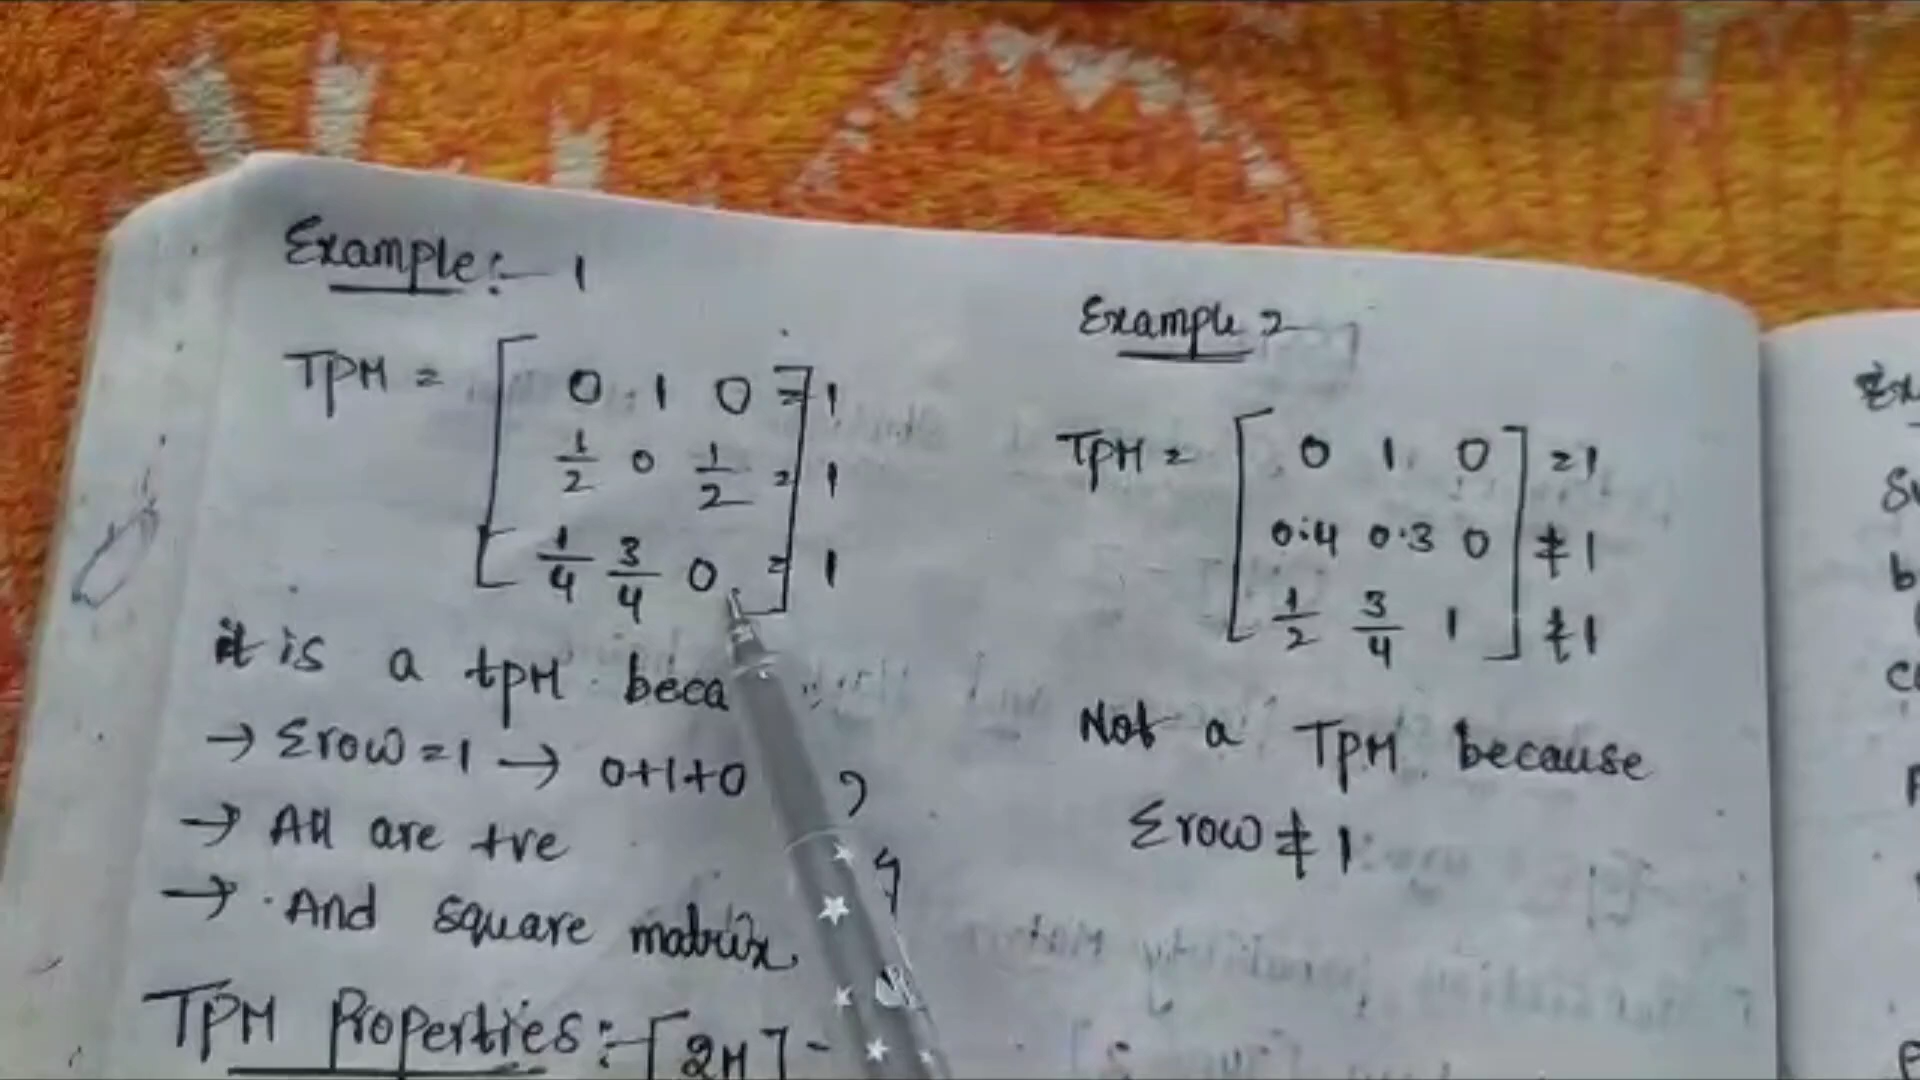 Example:- 1
TPM = [ 0 1 0 ] = 1
1/2 0 1/2 = 1
1/4 3/4 0 = 1
it is a tpM beca
→ Σrow = 1 → 0+1+0 ,
→ All are +ve
→ And square matrix.
TPM Properties:- [2M] -
Example 2
TPM = [ 0 1 0 ] = 1
0.4 0.3 0 ≠ 1
1/2 3/4 1 ≠ 1
Not a TPM because
Σrow ≠ 1